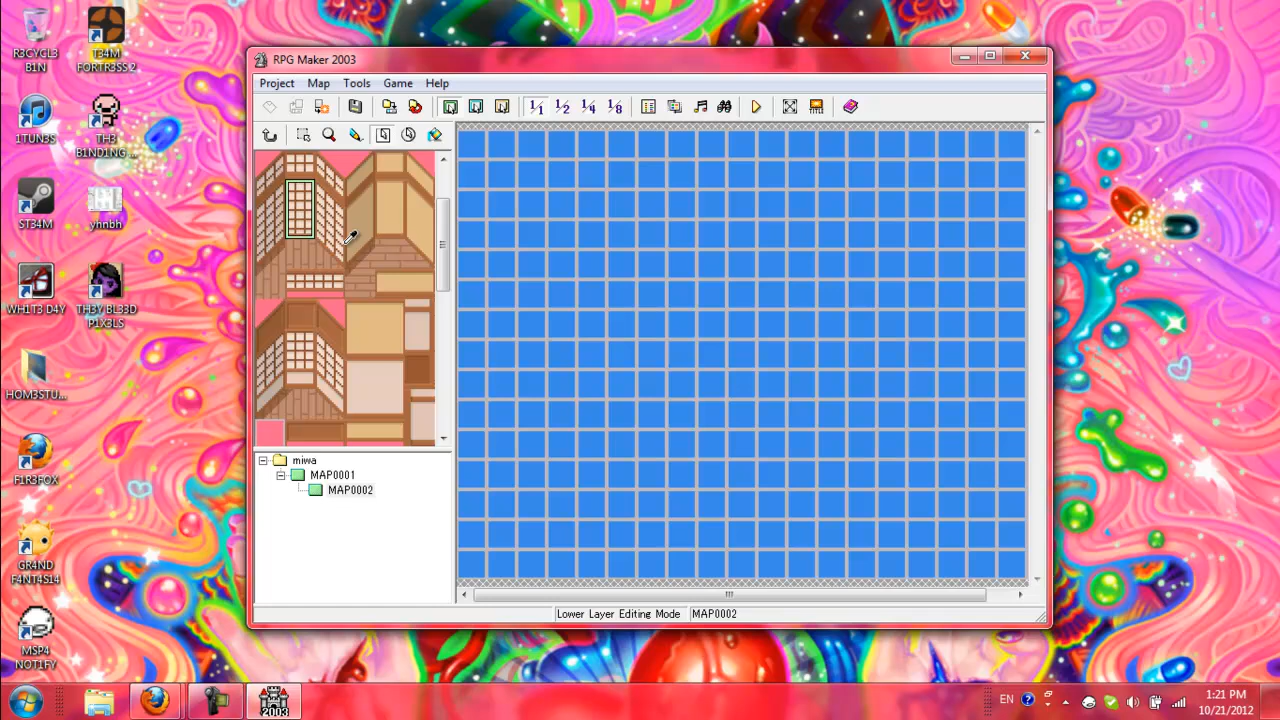 R3CYCL3
B1N
T34M
FORTR3SS 2
1TUN3S
TH3
B1ND1NG ...
ST34M
yhnbh
WH1T3 D4Y
TH3Y BL33D
P1X3LS
HOM3STU...
F1R3FOX
GR4ND
F4NT4S14
MSP4
NOT1FY
RPG Maker 2003
Project Map Tools Game Help
1/1 1/2 1/4 1/8
miwa
MAP0001
MAP0002
Lower Layer Editing Mode MAP0002
2003
EN
1:21 PM
10/21/2012